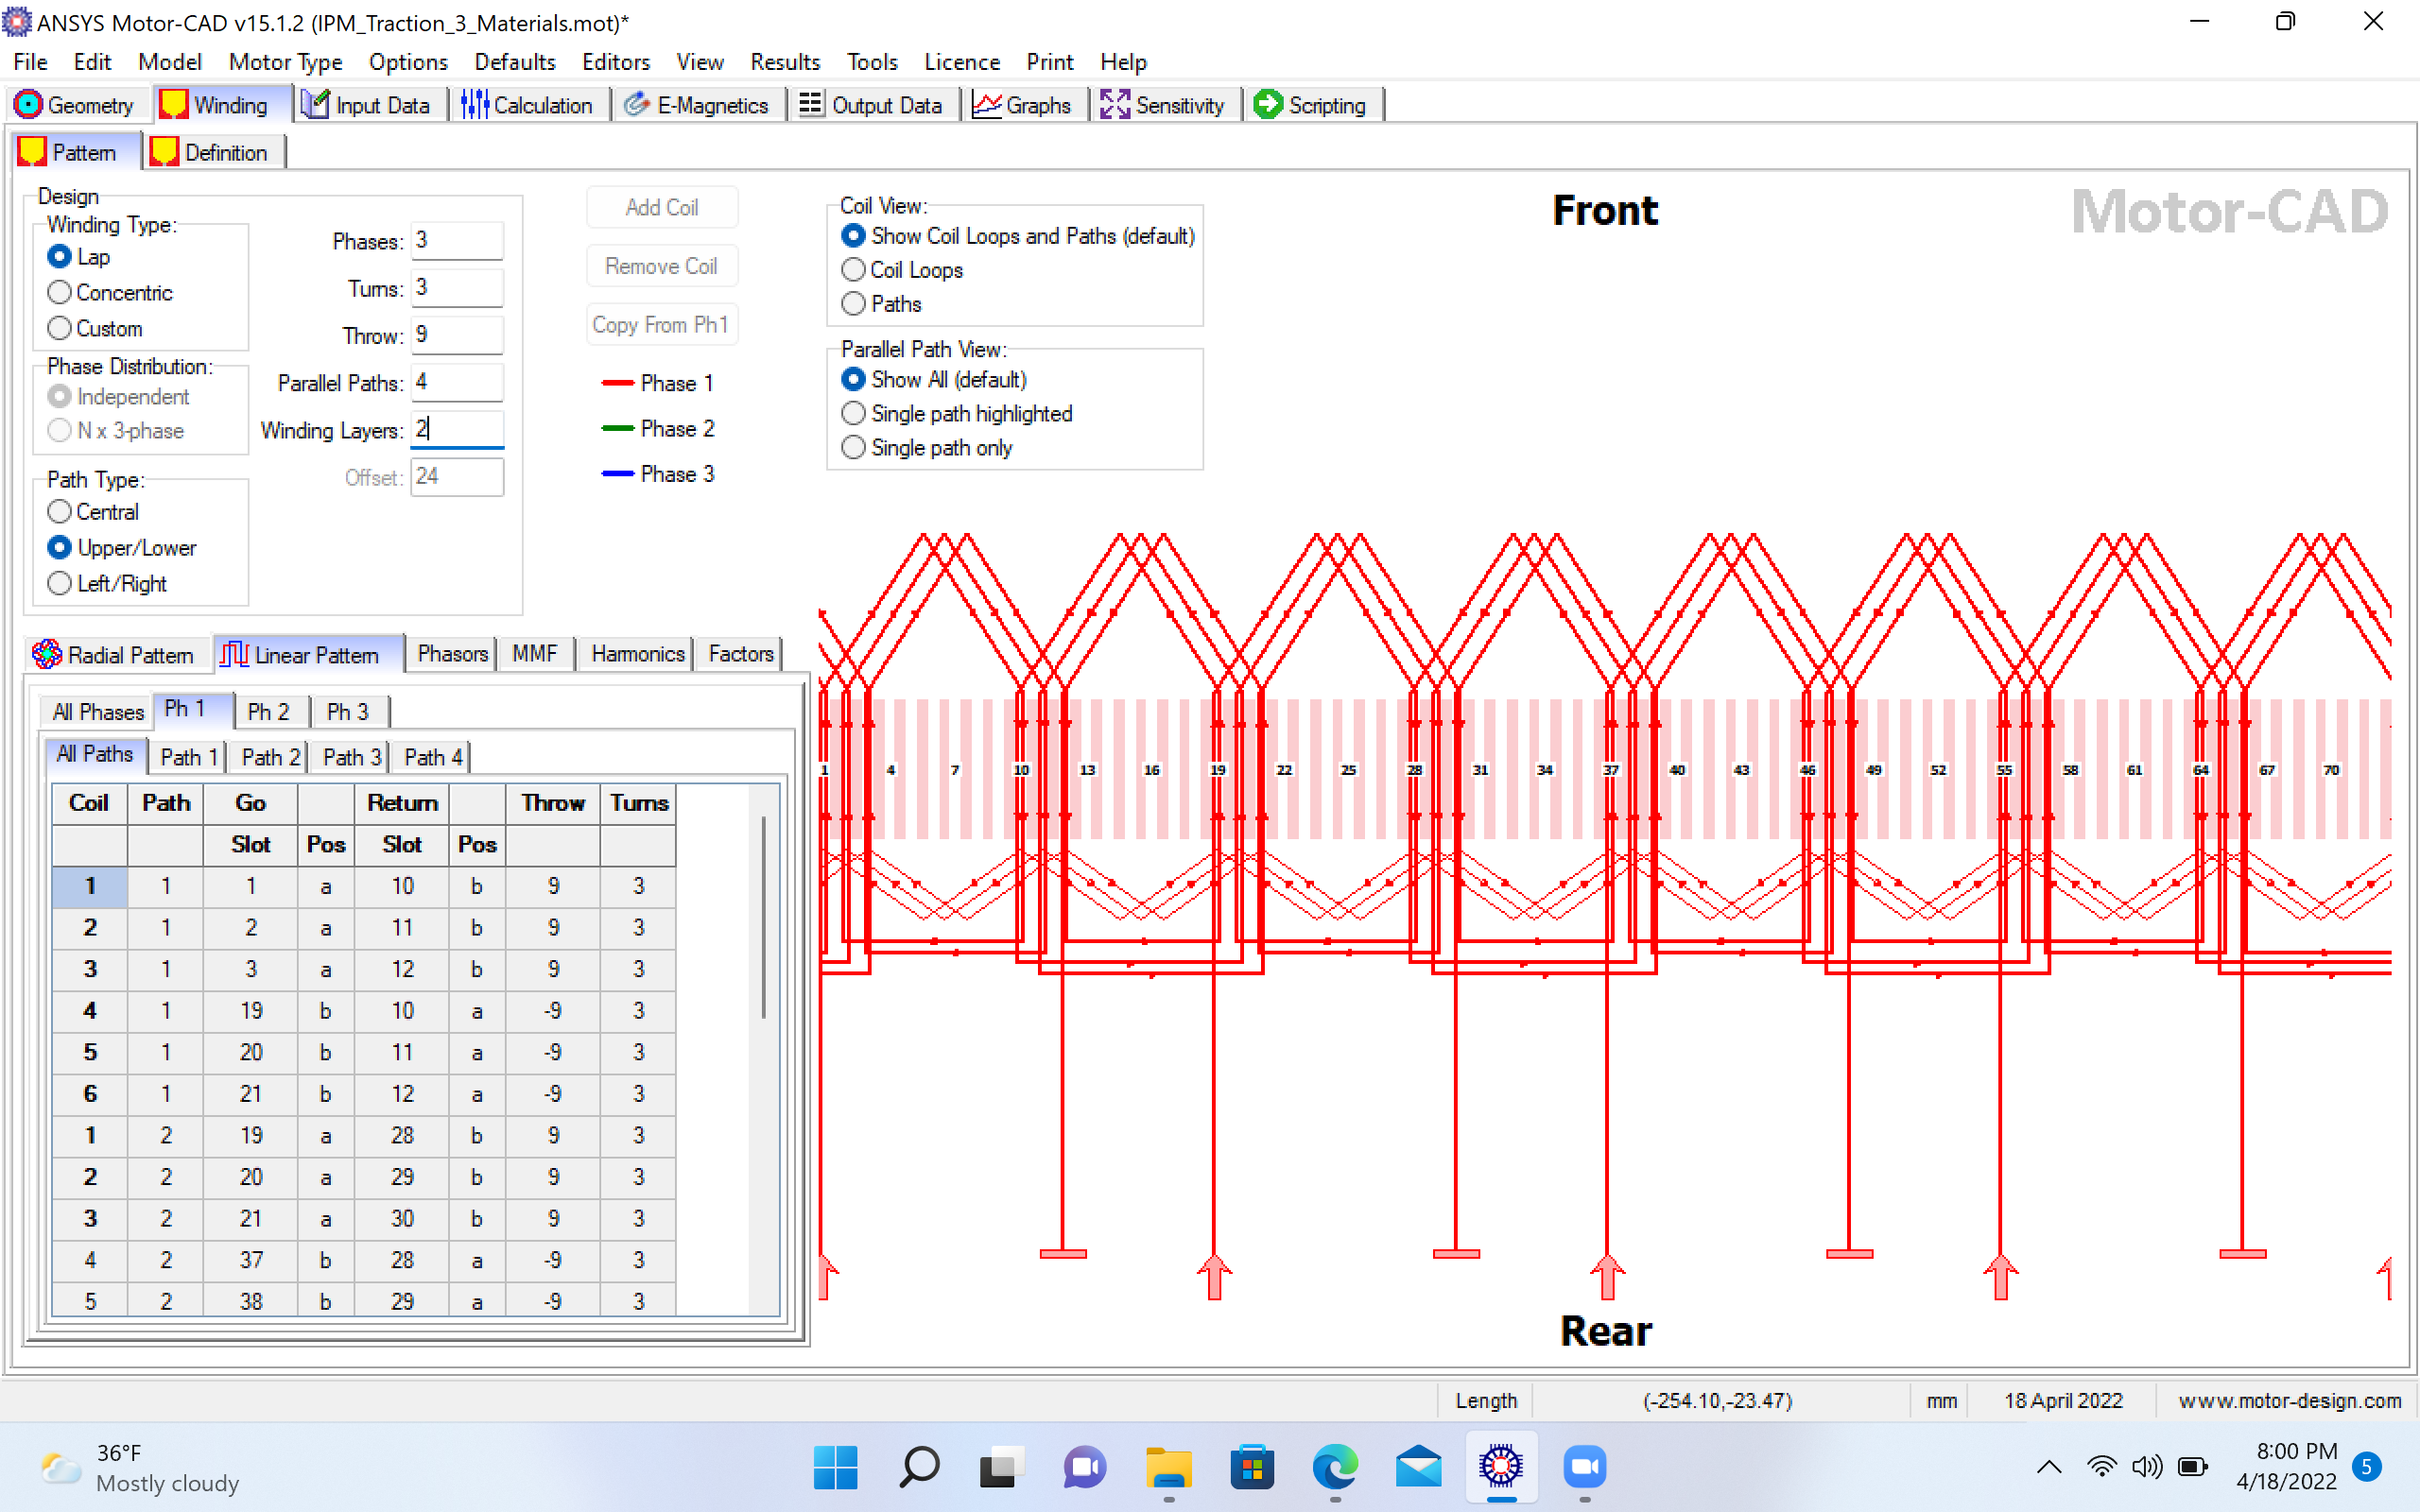 ANSYS Motor-CAD v15.1.2 (IPM_Traction_3_Materials.mot)*
File Edit Model Motor Type Options Defaults Editors View Results Tools Licence Print Help
Geometry Winding Input Data Calculation E-Magnetics Output Data Graphs Sensitivity Scripting
Pattern Definition
Design
Winding Type:
Lap
Concentric
Custom
Phase Distribution:
Independent
N x 3-phase
Path Type:
Central
Upper/Lower
Left/Right
Phases: 3
Turns: 3
Throw: 9
Parallel Paths: 4
Winding Layers: 2
Offset: 24
Add Coil
Remove Coil
Copy From Ph1
Phase 1
Phase 2
Phase 3
Coil View:
Show Coil Loops and Paths (default)
Coil Loops
Paths
Parallel Path View:
Show All (default)
Single path highlighted
Single path only
Front
Motor-CAD
Radial Pattern Linear Pattern Phasors MMF Harmonics Factors
All Phases Ph 1 Ph 2 Ph 3
All Paths Path 1 Path 2 Path 3 Path 4
Coil Path Go Return Throw Turns
Slot Pos Slot Pos
1 1 1 a 10 b 9 3
2 1 2 a 11 b 9 3
3 1 3 a 12 b 9 3
4 1 19 b 10 a -9 3
5 1 20 b 11 a -9 3
6 1 21 b 12 a -9 3
1 2 19 a 28 b 9 3
2 2 20 a 29 b 9 3
3 2 21 a 30 b 9 3
4 2 37 b 28 a -9 3
5 2 38 b 29 a -9 3
1 4 7 10 13 16 19 22 25 28 31 34 37 40 43 46 49 52 55 58 61 64 67 70
Rear
Length (-254.10,-23.47) mm 18 April 2022 www.motor-design.com
36°F
Mostly cloudy
8:00 PM
4/18/2022
5